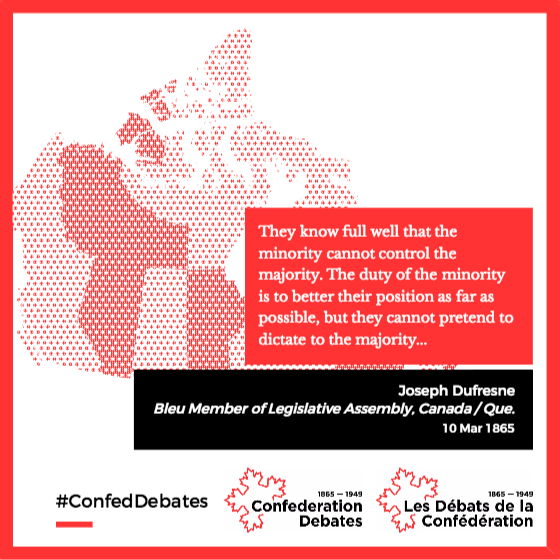 They know full well that the
minority cannot control the
majority. The duty of the minority
is to better their position as far as
possible, but they cannot pretend to
dictate to the majority...
Joseph Dufresne
Bleu Member of Legislative Assembly, Canada / Que.
10 Mar 1865
#ConfedDebates
1865 — 1949
Confederation
Debates
1865 — 1949
Les Débats de la
Confédération